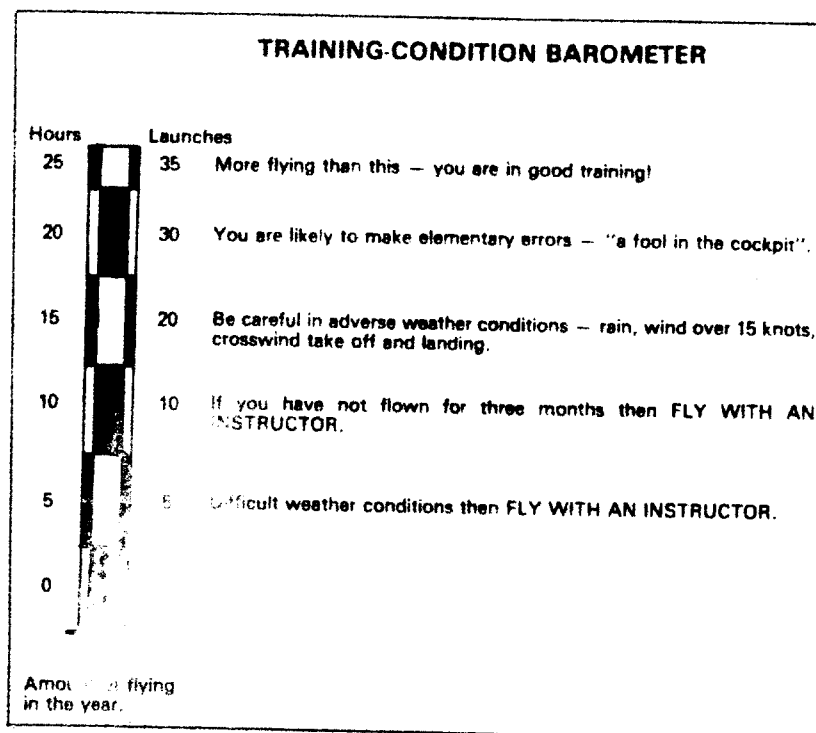 TRAINING-CONDITION BAROMETER
Hours Launches
25 35 More flying than this — you are in good training!
20 30 You are likely to make elementary errors — "a fool in the cockpit".
15 20 Be careful in adverse weather conditions — rain, wind over 15 knots,
crosswind take off and landing.
10 10 If you have not flown for three months then FLY WITH AN
INSTRUCTOR.
5 5 Difficult weather conditions then FLY WITH AN INSTRUCTOR.
0
flying
in the year.